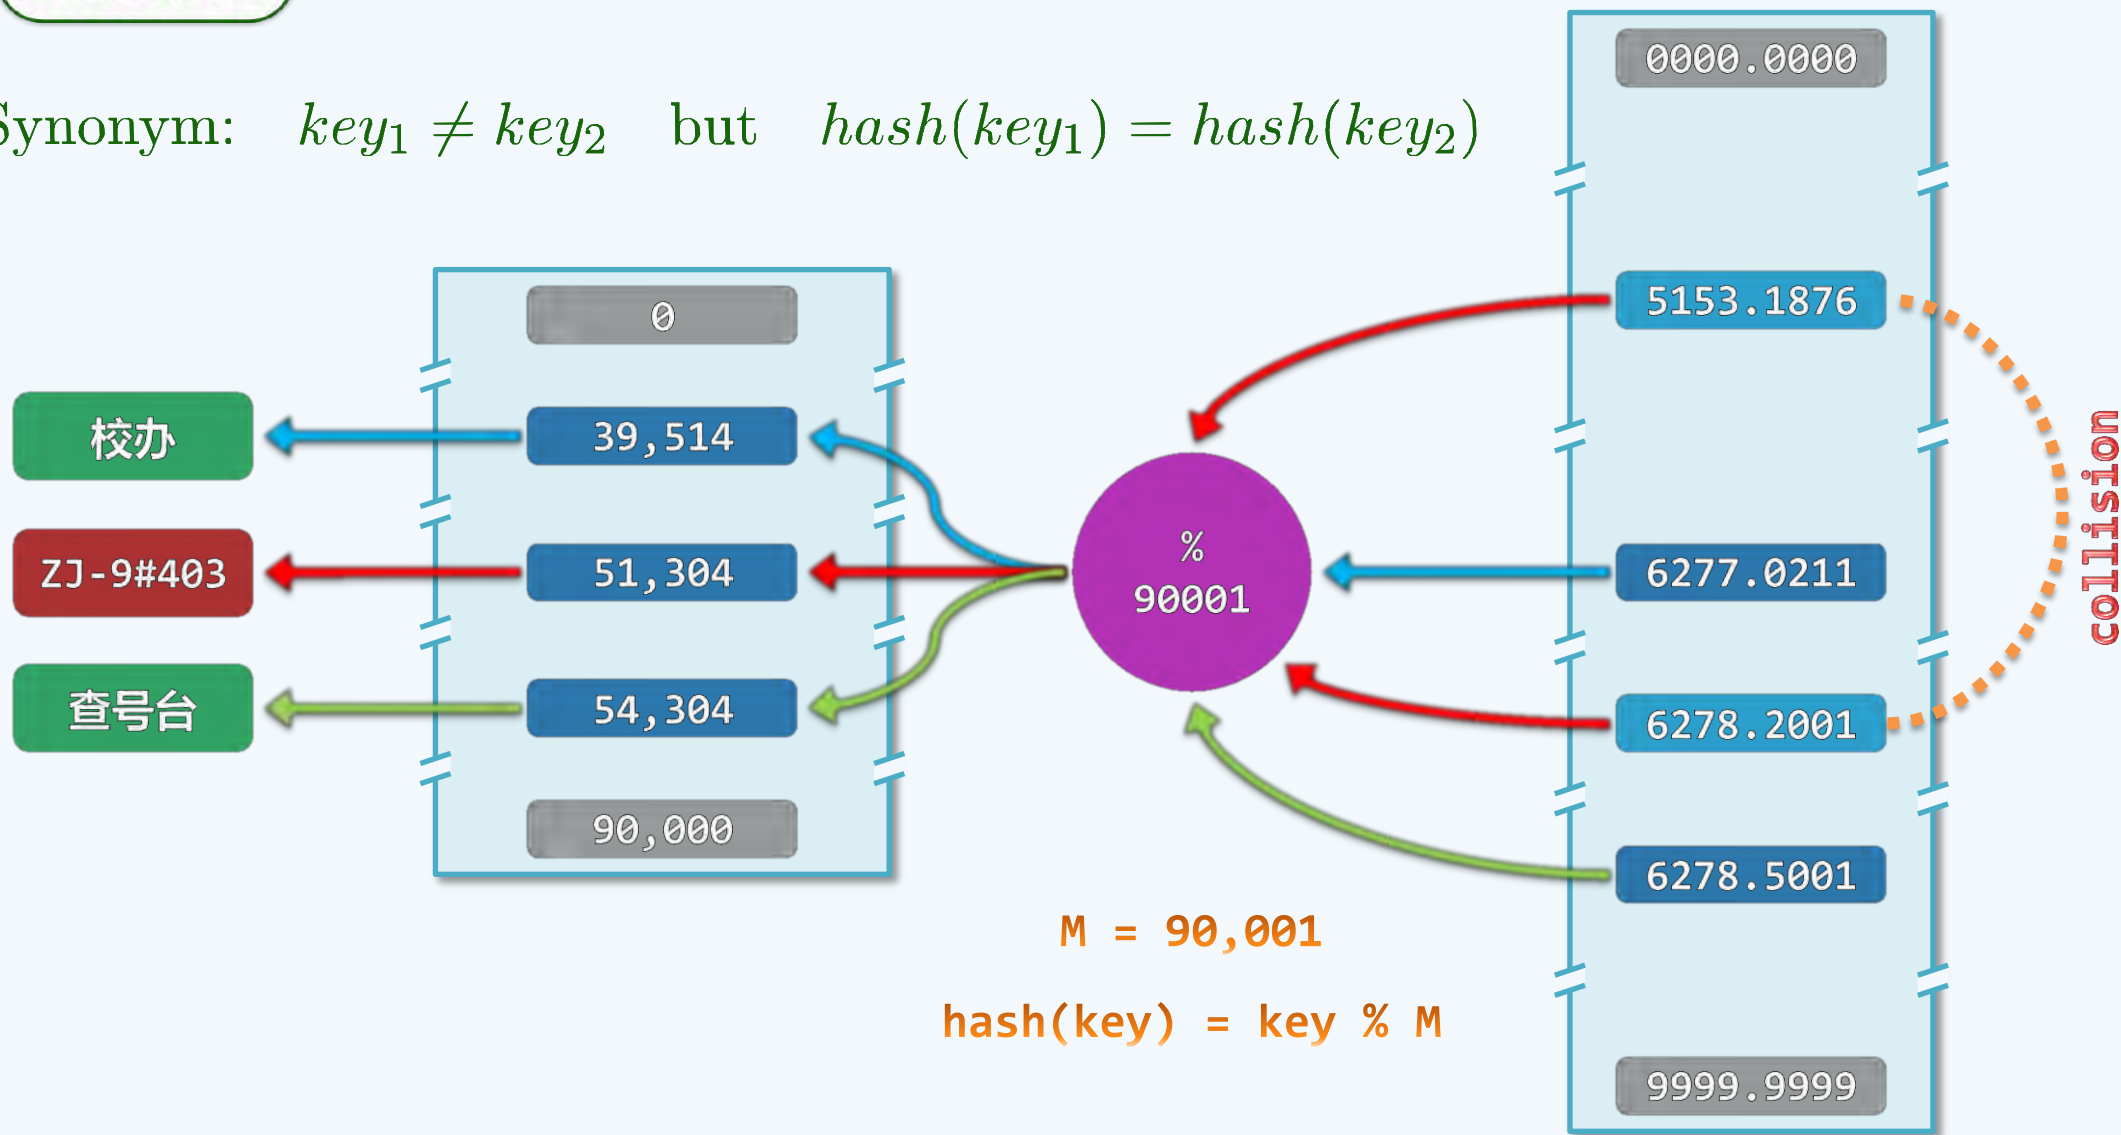 Synonym: key₁ ≠ key₂ but hash(key₁) = hash(key₂)
0
39,514
51,304
54,304
90,000
校办
ZJ-9#403
查号台
%
90001
M = 90,001
hash(key) = key % M
0000.0000
5153.1876
6277.0211
6278.2001
6278.5001
9999.9999
collision